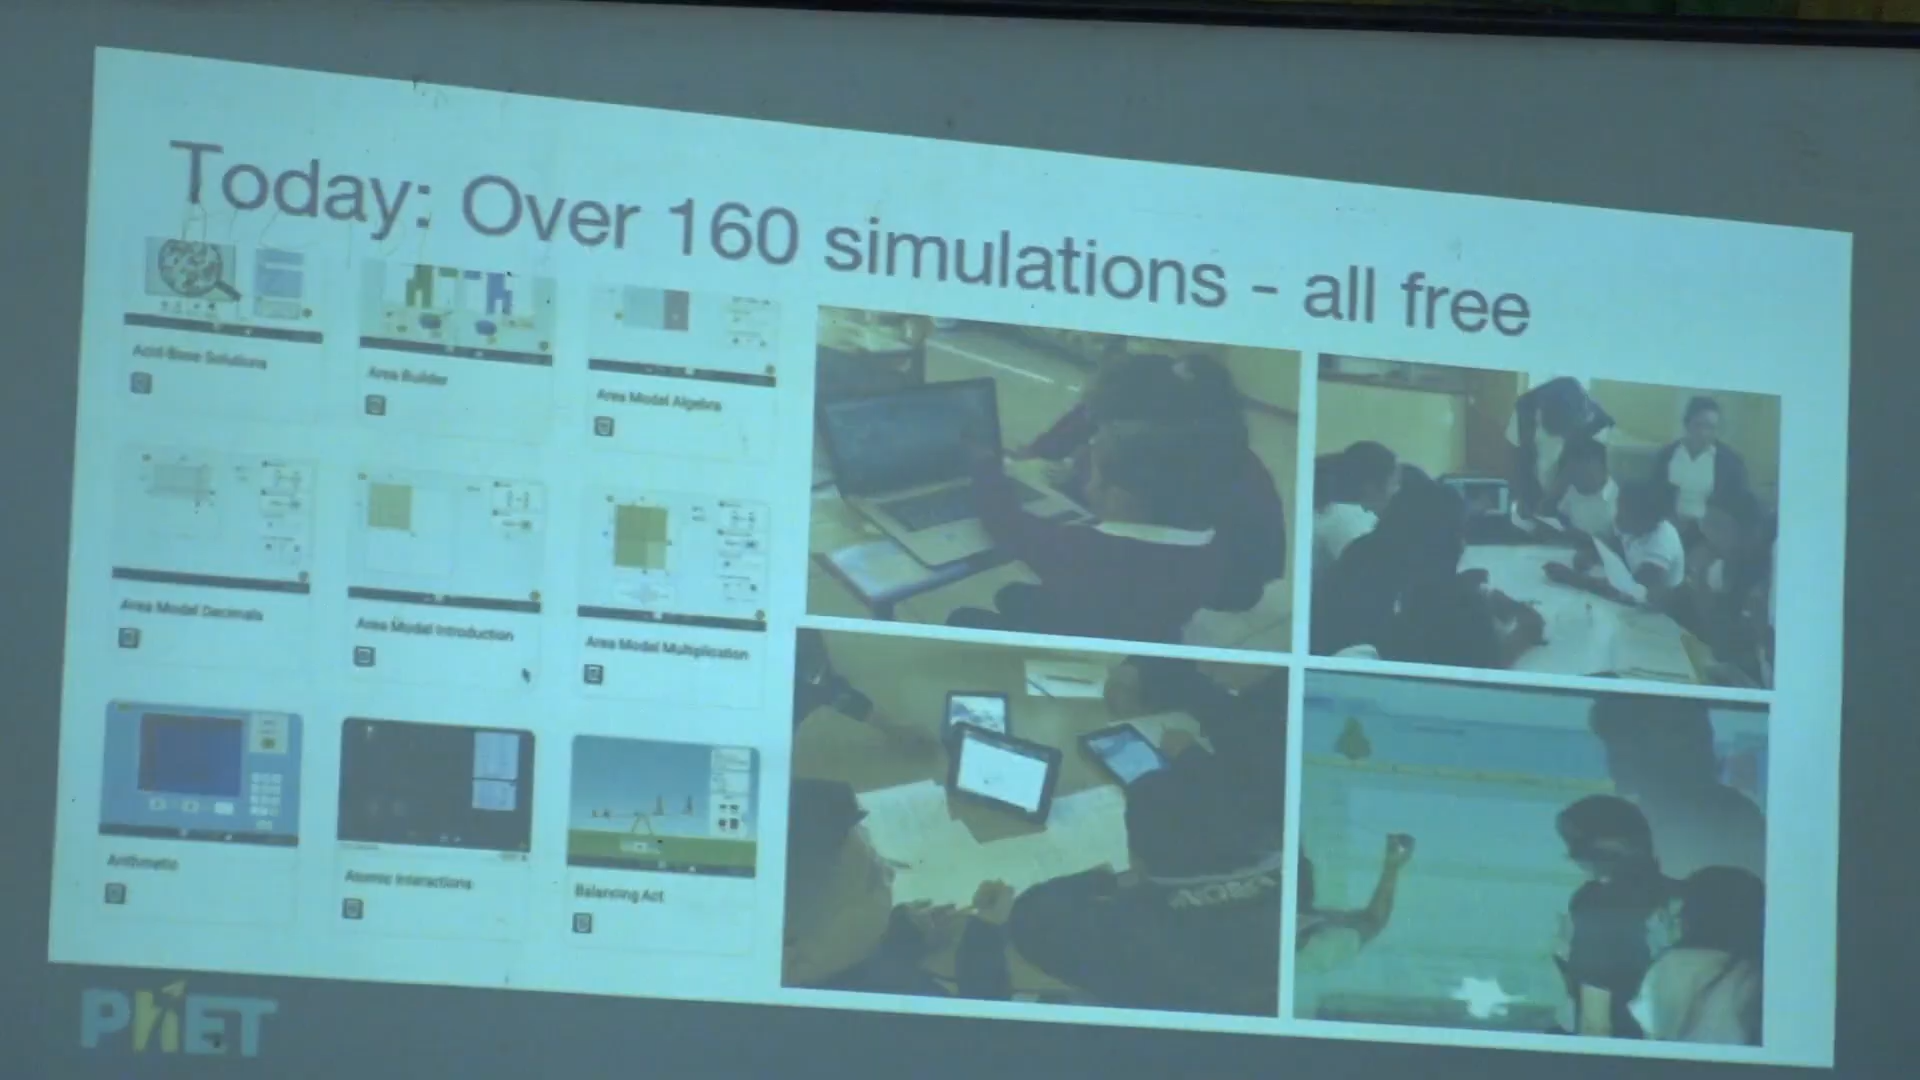 Today: Over 160 simulations - all free
Acid-Base Solutions
Area Builder
Area Model Algebra
Area Model Decimals
Area Model Introduction
Area Model Multiplication
Arithmetic
Atomic Interactions
Balancing Act
PhET